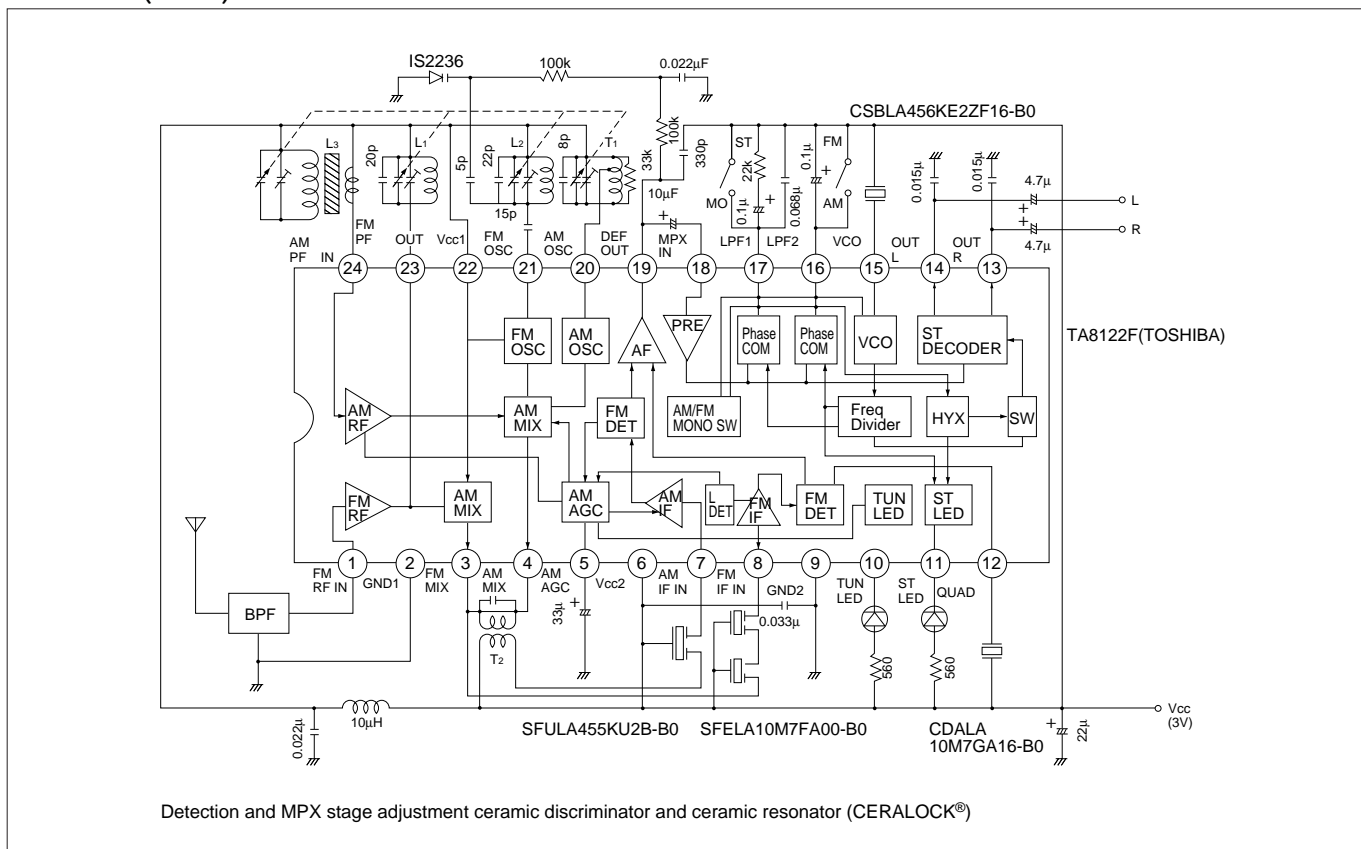 IS2236
100k
0.022µF
CSBLA456KE2ZF16-B0
L3
20p
L1
5p
22p
L2
8p
T1
33k
100k
330p
ST
22k
0.1µ
FM
0.015µ
0.015µ
4.7µ
L
MO
0.1µ
0.068µ
AM
R
4.7µ
15p
10µF
AM PF
FM PF
IN
OUT
Vcc1
FM OSC
AM OSC
DEF OUT
MPX IN
LPF1
LPF2
VCO
OUT L
OUT R
24
23
22
21
20
19
18
17
16
15
14
13
TA8122F(TOSHIBA)
FM OSC
AM OSC
AF
PRE
Phase COM
Phase COM
VCO
ST DECODER
AM RF
AM MIX
FM DET
AM/FM MONO SW
Freq Divider
HYX
SW
FM RF
AM MIX
AM AGC
AM IF
L DET
FM IF
FM DET
TUN LED
ST LED
1
2
3
4
5
6
7
8
9
10
11
12
FM RF IN
GND1
FM MIX
AM MIX
AM AGC
Vcc2
AM IF IN
FM IF IN
GND2
TUN LED
ST LED
QUAD
BPF
T2
33µ
0.033µ
560
560
0.022µ
10µH
SFULA455KU2B-B0
SFELA10M7FA00-B0
CDALA
10M7GA16-B0
22µ
Vcc
(3V)
Detection and MPX stage adjustment ceramic discriminator and ceramic resonator (CERALOCK®)